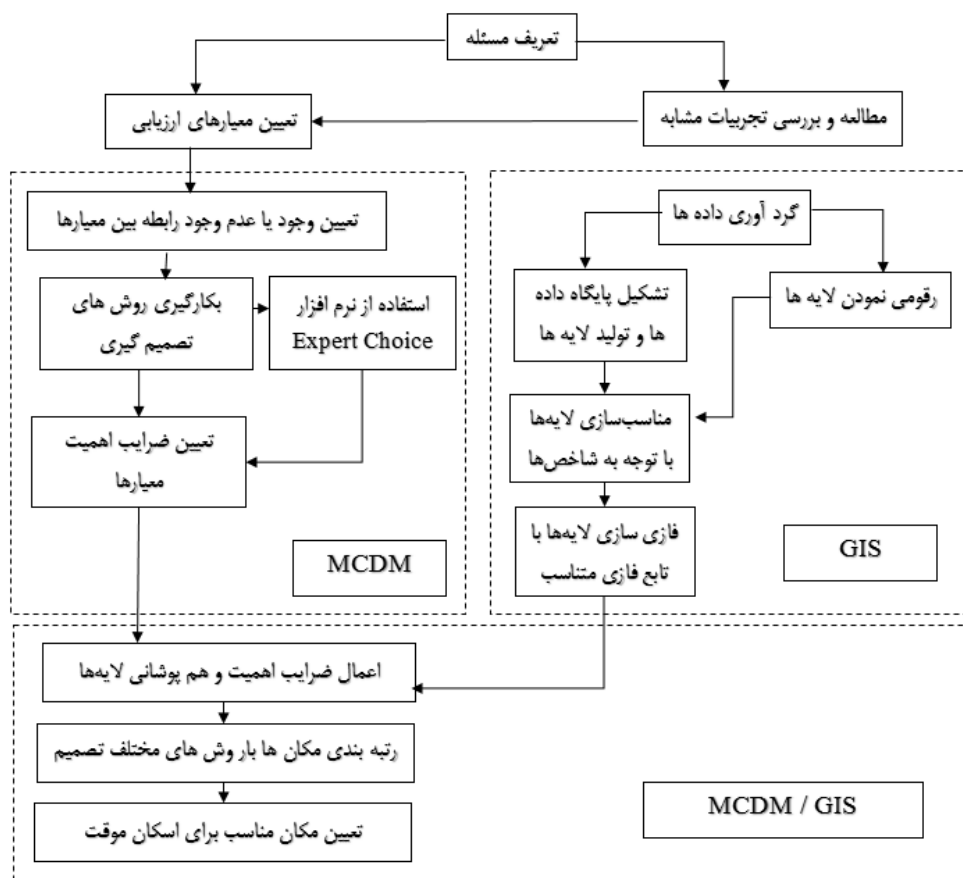 تعریف مسئله
مطالعه و بررسی تجربیات مشابه
تعیین معیارهای ارزیابی
تعیین وجود یا عدم وجود رابطه بین معیارها
بکارگیری روش های
تصمیم گیری
استفاده از نرم افزار
Expert Choice
تعیین ضرایب اهمیت
معیارها
MCDM
گرد آوری داده ها
رقومی نمودن لایه ها
تشکیل پایگاه داده
ها و تولید لایه ها
مناسب‌سازی لایه‌ها
با توجه به شاخص‌ها
فازی سازی لایه‌ها با
تابع فازی متناسب
GIS
اعمال ضرایب اهمیت و هم پوشانی لایه‌ها
رتبه بندی مکان ها بار وش های مختلف تصمیم
تعیین مکان مناسب برای اسکان موقت
MCDM / GIS